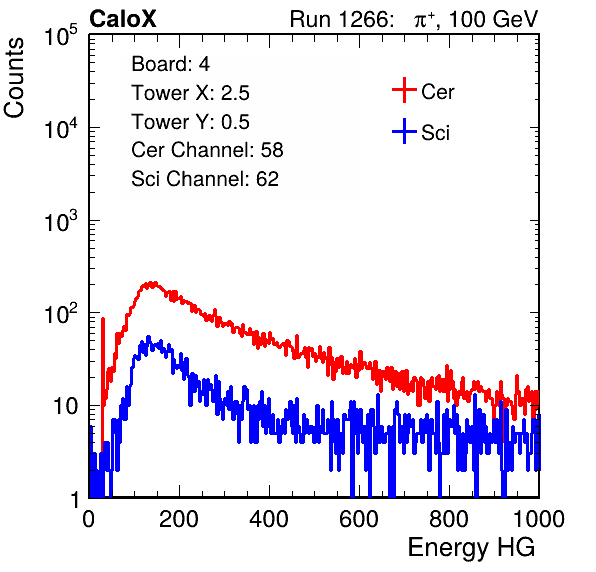 CaloX Run 1266: π⁺, 100 GeV
Board: 4
Tower X: 2.5
Tower Y: 0.5
Cer Channel: 58
Sci Channel: 62
Cer
Sci
Counts
10⁵
10⁴
10³
10²
10
1
0 200 400 600 800 1000
Energy HG